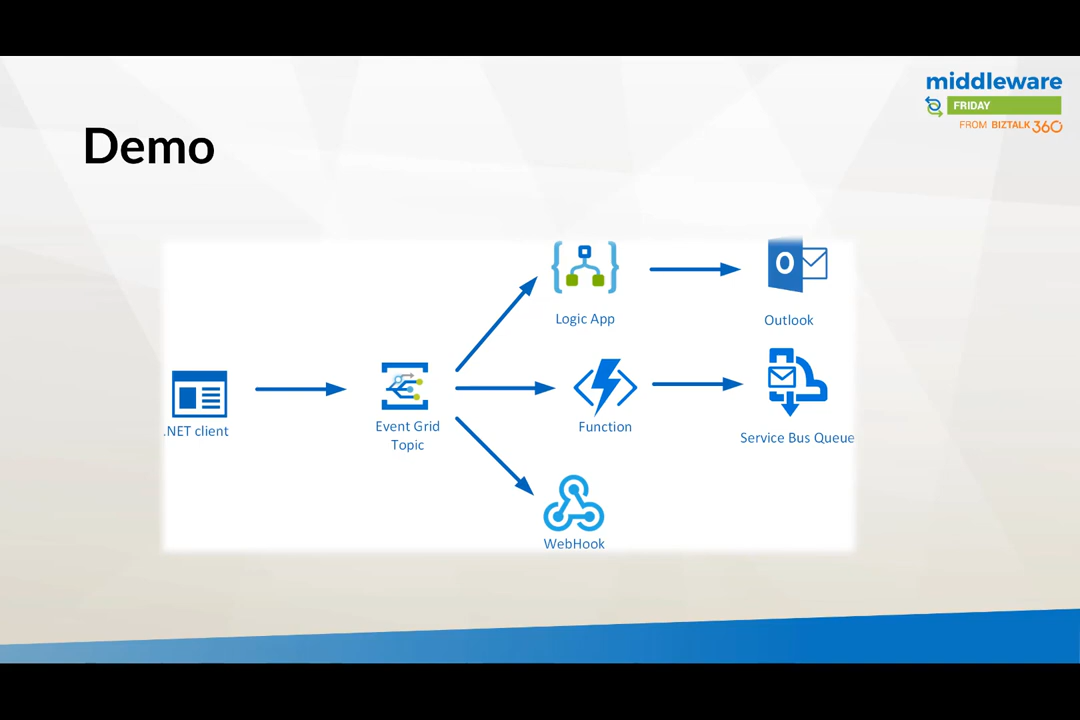 middleware
FRIDAY
FROM BIZTALK360
Demo
Logic App
Outlook
.NET client
Event Grid
Topic
Function
Service Bus Queue
WebHook